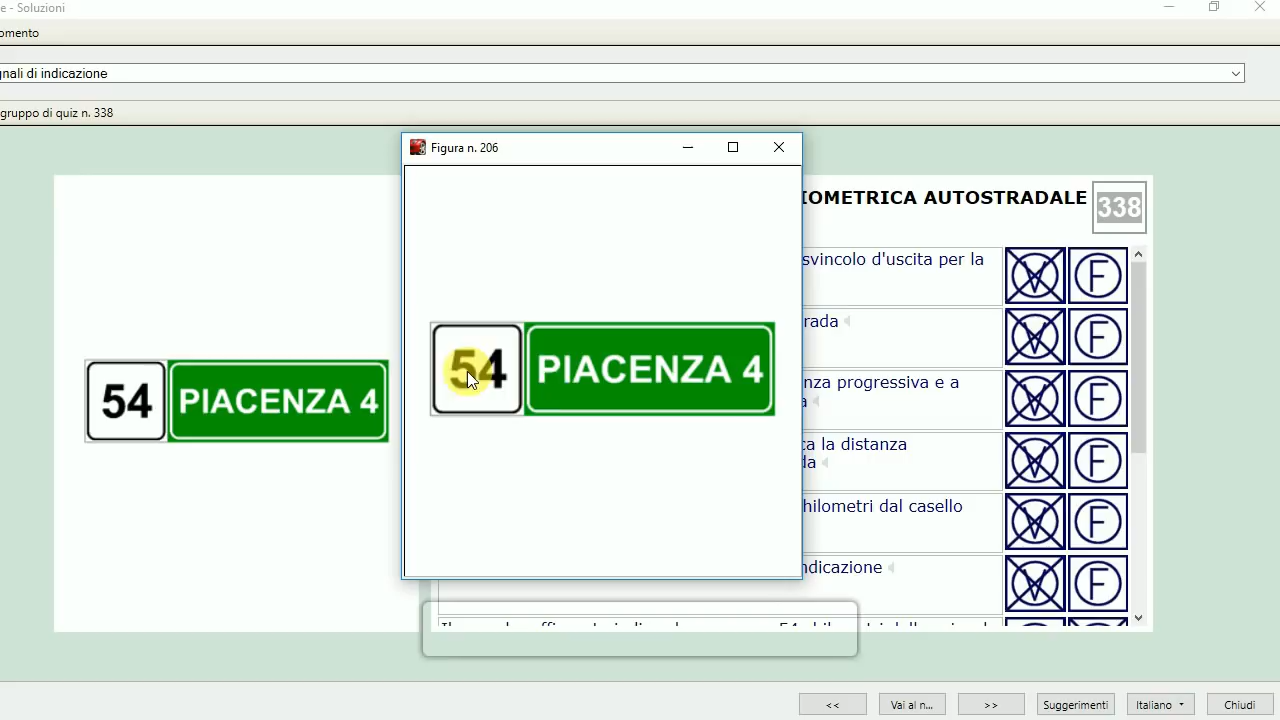 e - Soluzioni
omento
nali di indicazione
gruppo di quiz n. 338
Figura n. 206
IOMETRICA AUTOSTRADALE
338
svincolo d'uscita per la
V F
rada
V F
nza progressiva e a
a
V F
ca la distanza
da
V F
hilometri dal casello
V F
ndicazione
V F
54 PIACENZA 4
54 PIACENZA 4
<<
Vai al n...
>>
Suggerimenti
Italiano
Chiudi